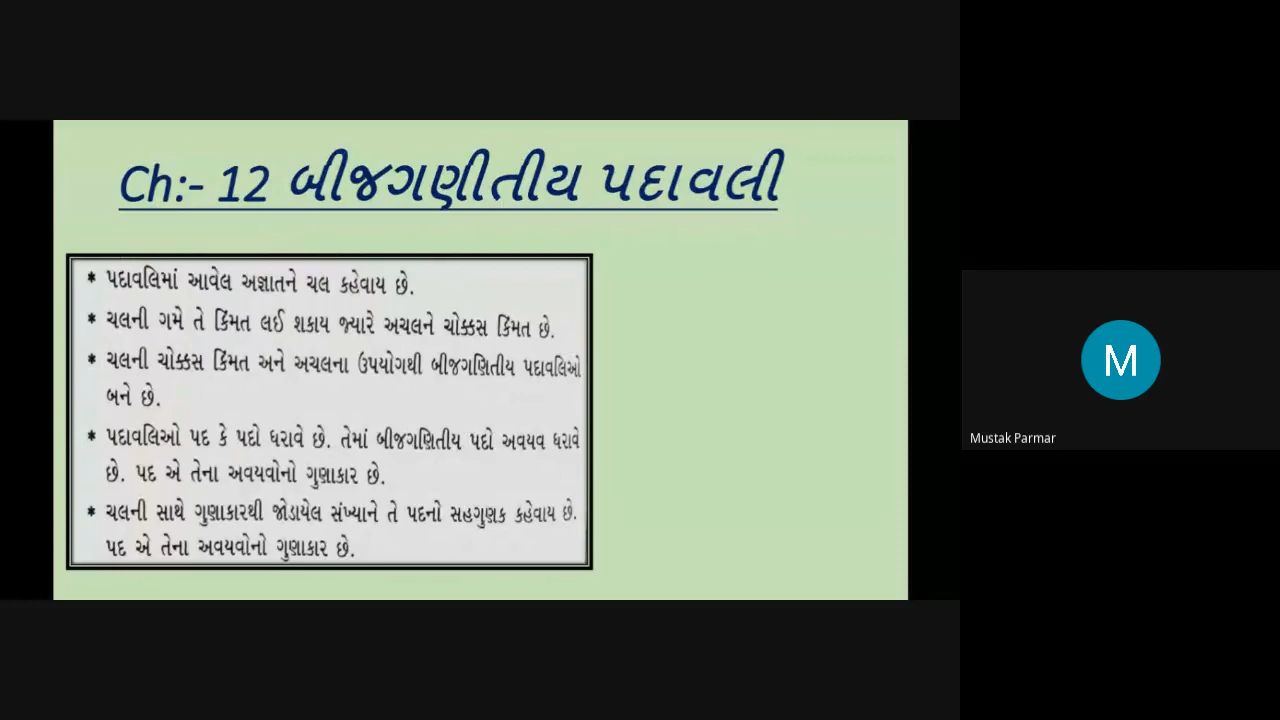 Ch:- 12 બીજગણીતીય પદાવલી
* પદાવલિમાં આવેલ અજ્ઞાતને ચલ કહેવાય છે.
* ચલની ગમે તે કિંમત લઈ શકાય જ્યારે અચલને ચોક્કસ કિંમત છે.
* ચલની ચોક્કસ કિંમત અને અચલના ઉપયોગથી બીજગણિતીય પદાવલિઓ
બને છે.
* પદાવલિઓ પદ કે પદો ધરાવે છે. તેમાં બીજગણિતીય પદો અવયવ ધરાવે
છે. પદ એ તેના અવયવોનો ગુણાકાર છે.
* ચલની સાથે ગુણાકારથી જોડાયેલ સંખ્યાને તે પદનો સહગુણક કહેવાય છે.
પદ એ તેના અવયવોનો ગુણાકાર છે.
M
Mustak Parmar